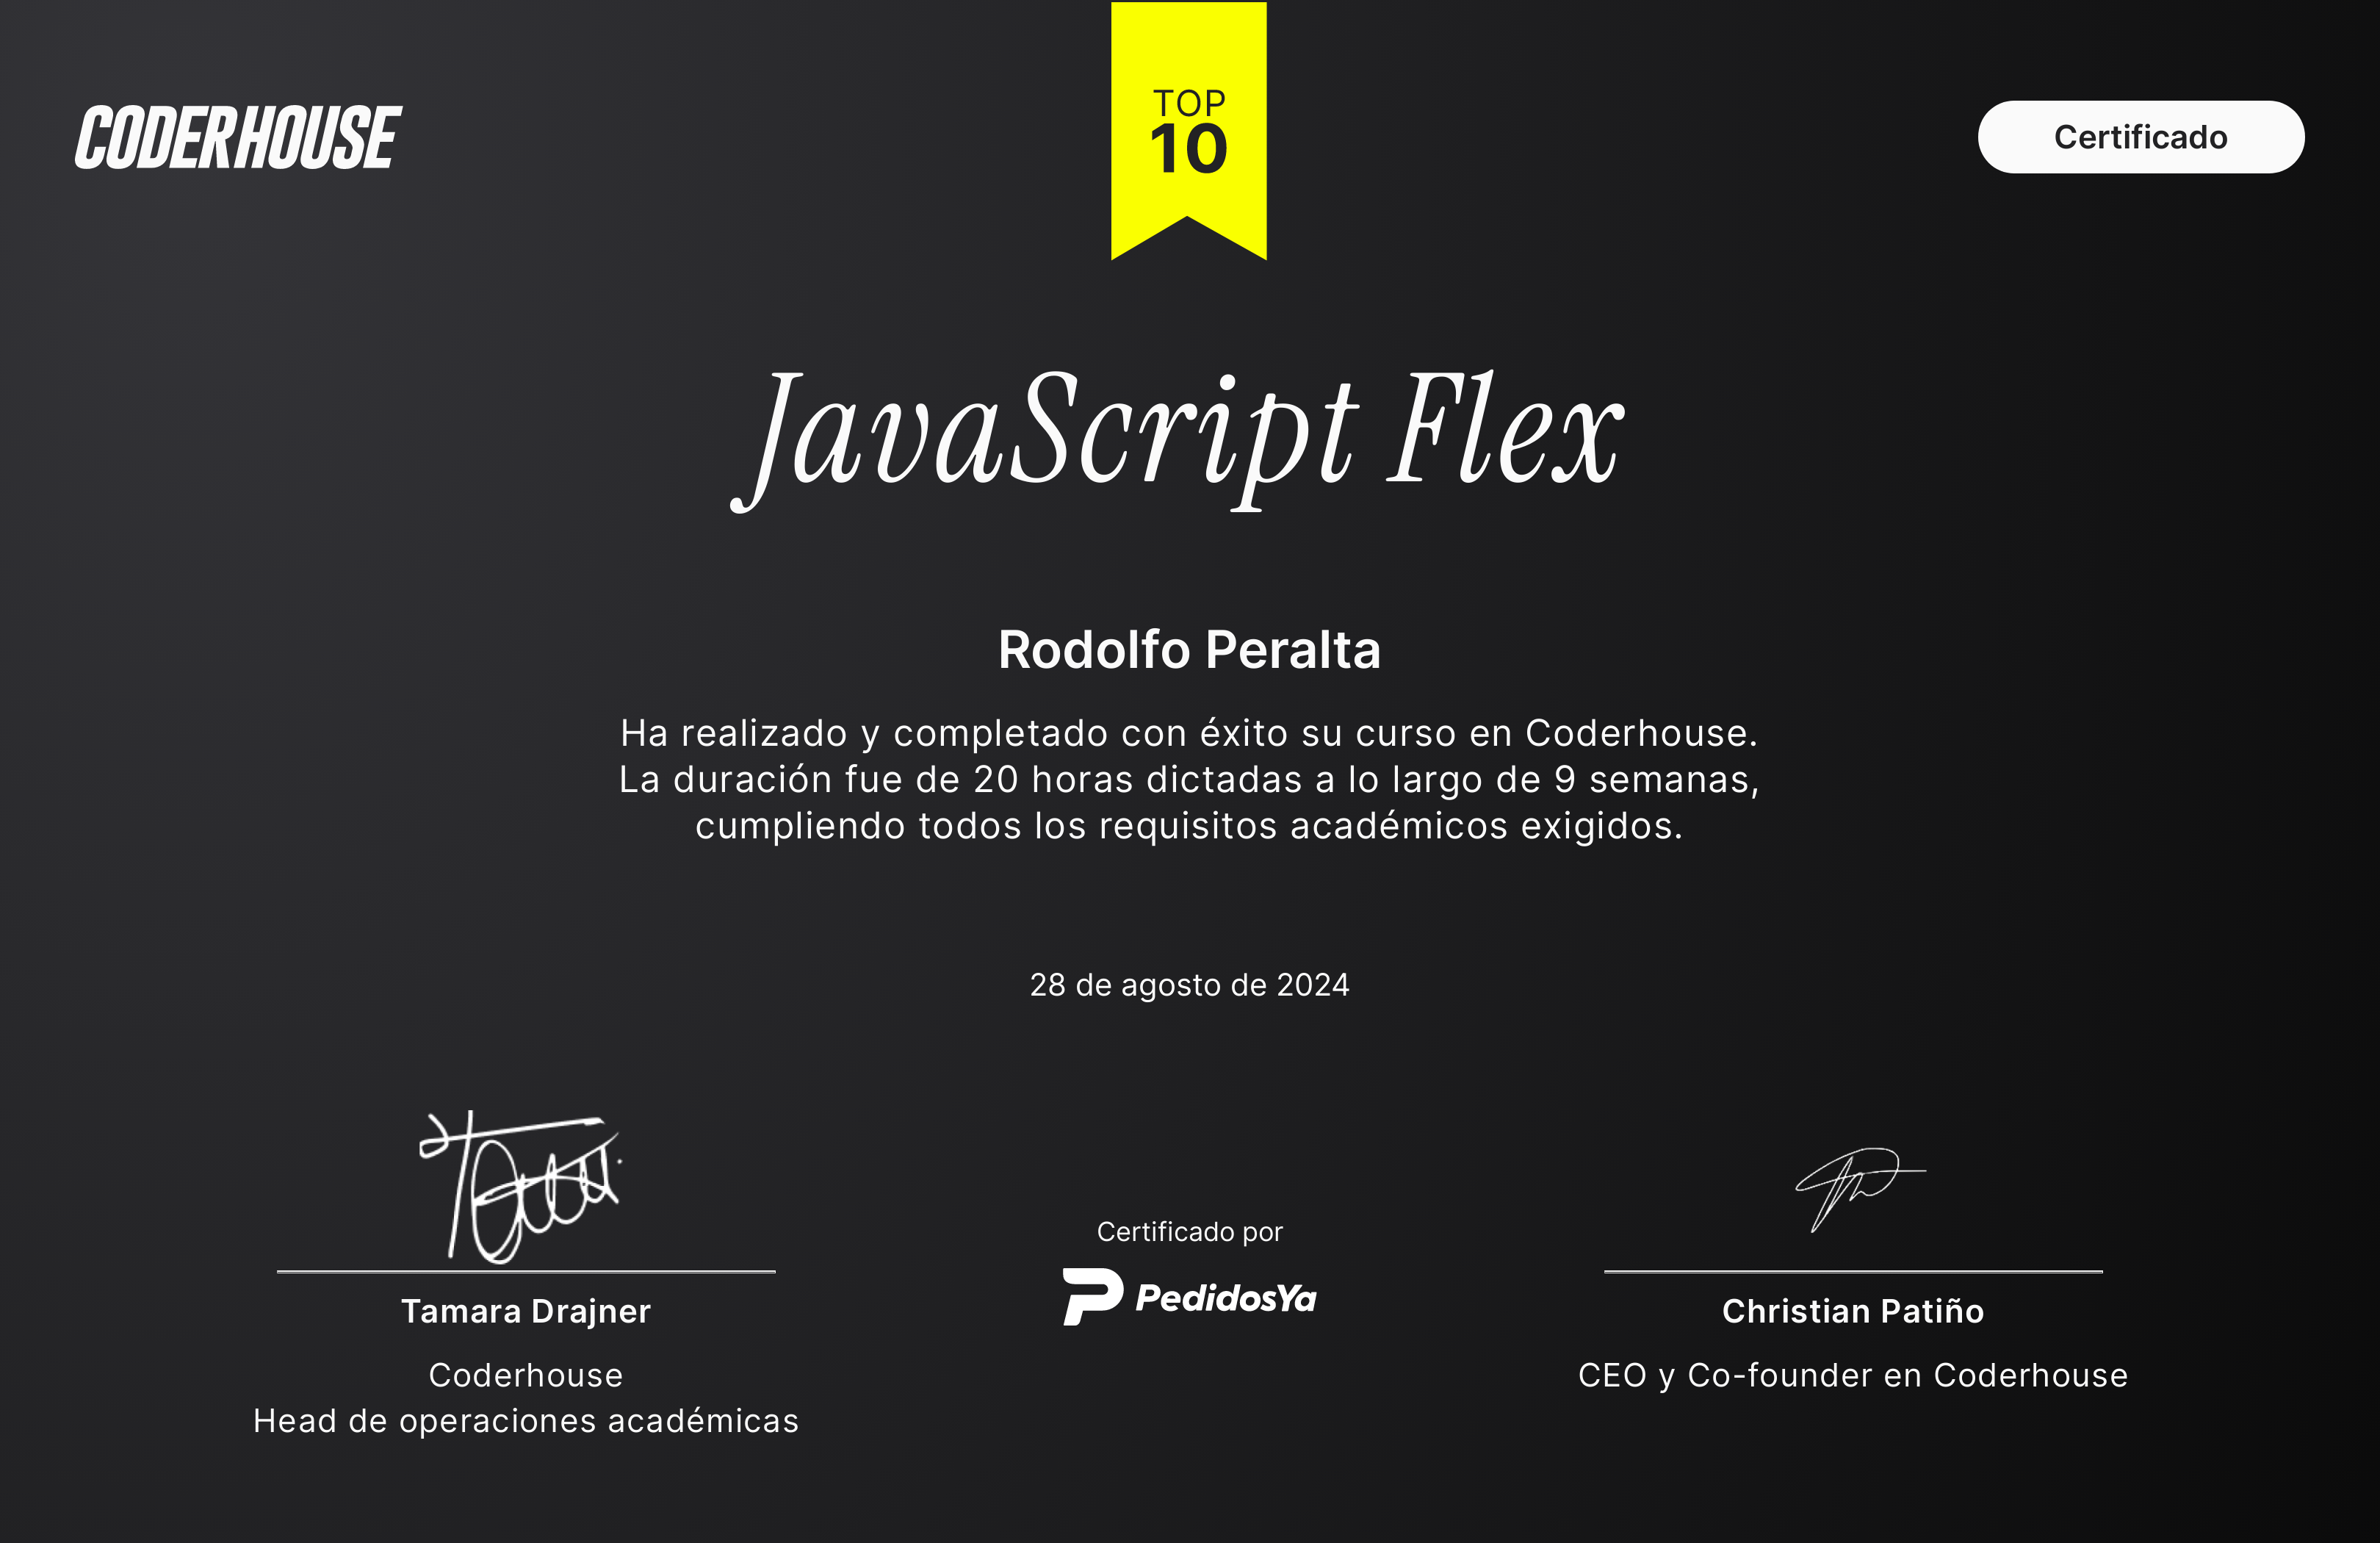 CODERHOUSE
TOP
10
Certificado
JavaScript Flex
Rodolfo Peralta
Ha realizado y completado con éxito su curso en Coderhouse.
La duración fue de 20 horas dictadas a lo largo de 9 semanas,
cumpliendo todos los requisitos académicos exigidos.
28 de agosto de 2024
Tamara Drajner
Coderhouse
Head de operaciones académicas
Certificado por
PedidosYa
Christian Patiño
CEO y Co-founder en Coderhouse